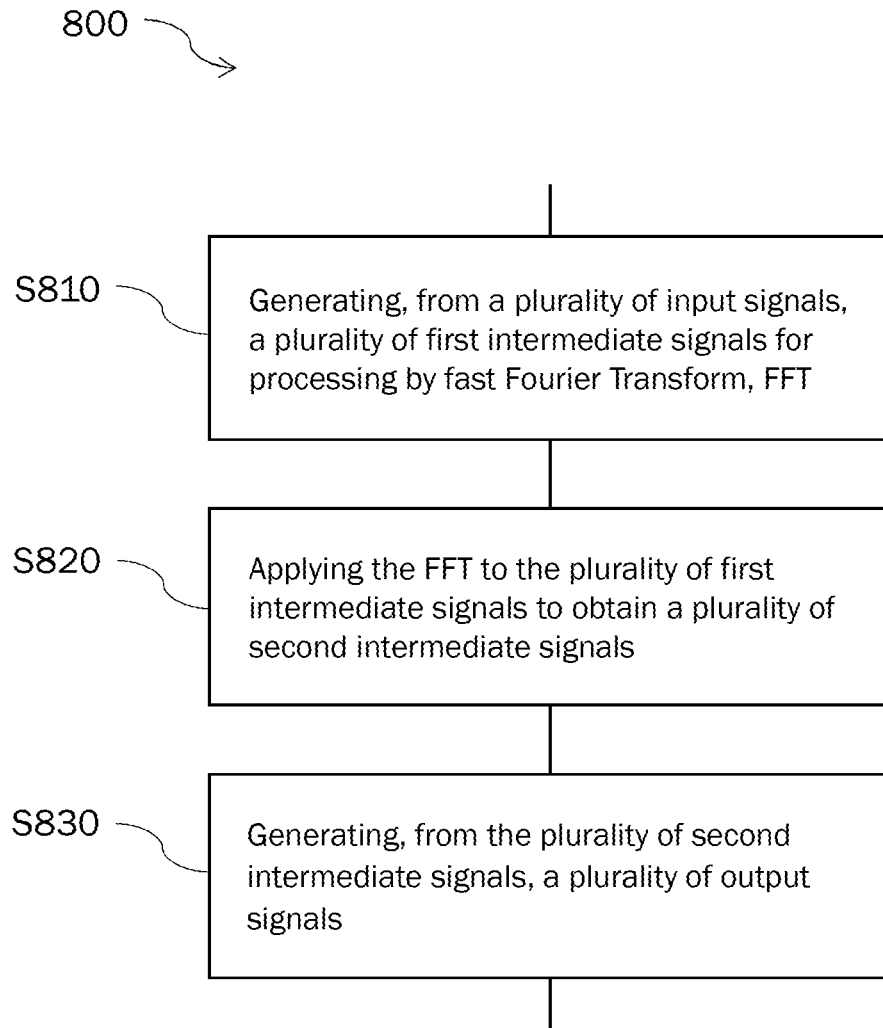 800
S810
Generating, from a plurality of input signals,
a plurality of first intermediate signals for
processing by fast Fourier Transform, FFT
S820
Applying the FFT to the plurality of first
intermediate signals to obtain a plurality of
second intermediate signals
S830
Generating, from the plurality of second
intermediate signals, a plurality of output
signals